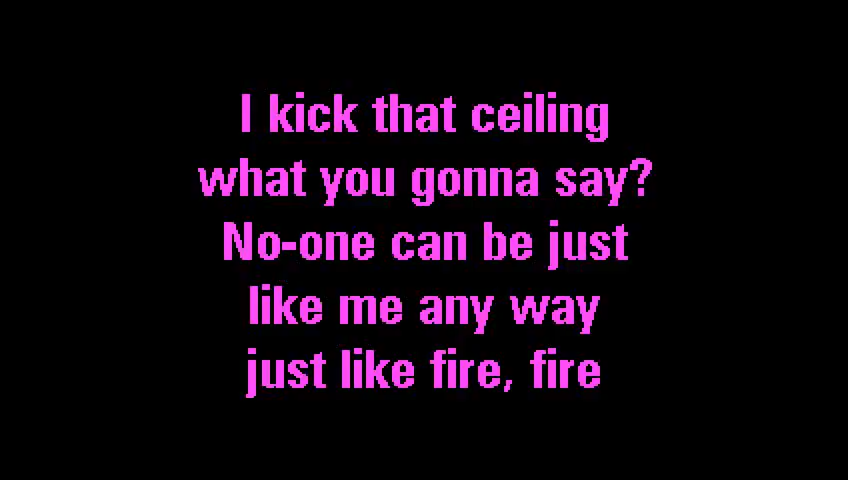 I kick that ceiling
what you gonna say?
No-one can be just
like me any way
just like fire, fire